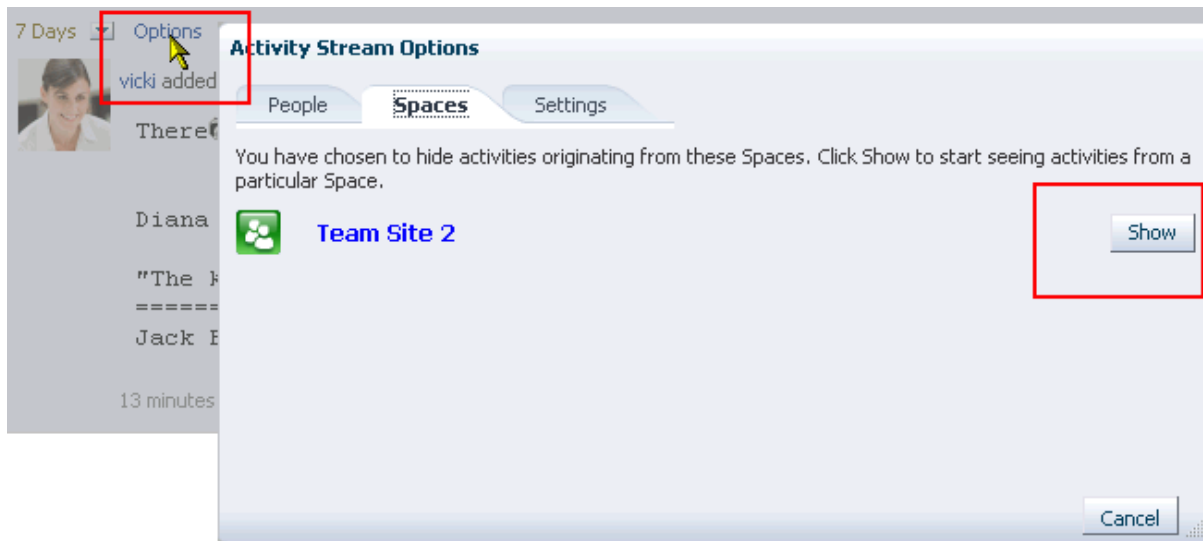 7 Days Options
vicki added
There
Diana
"The
======
Jack
13 minutes
Activity Stream Options
People Spaces Settings
You have chosen to hide activities originating from these Spaces. Click Show to start seeing activities from a
particular Space.
Team Site 2 Show
Cancel